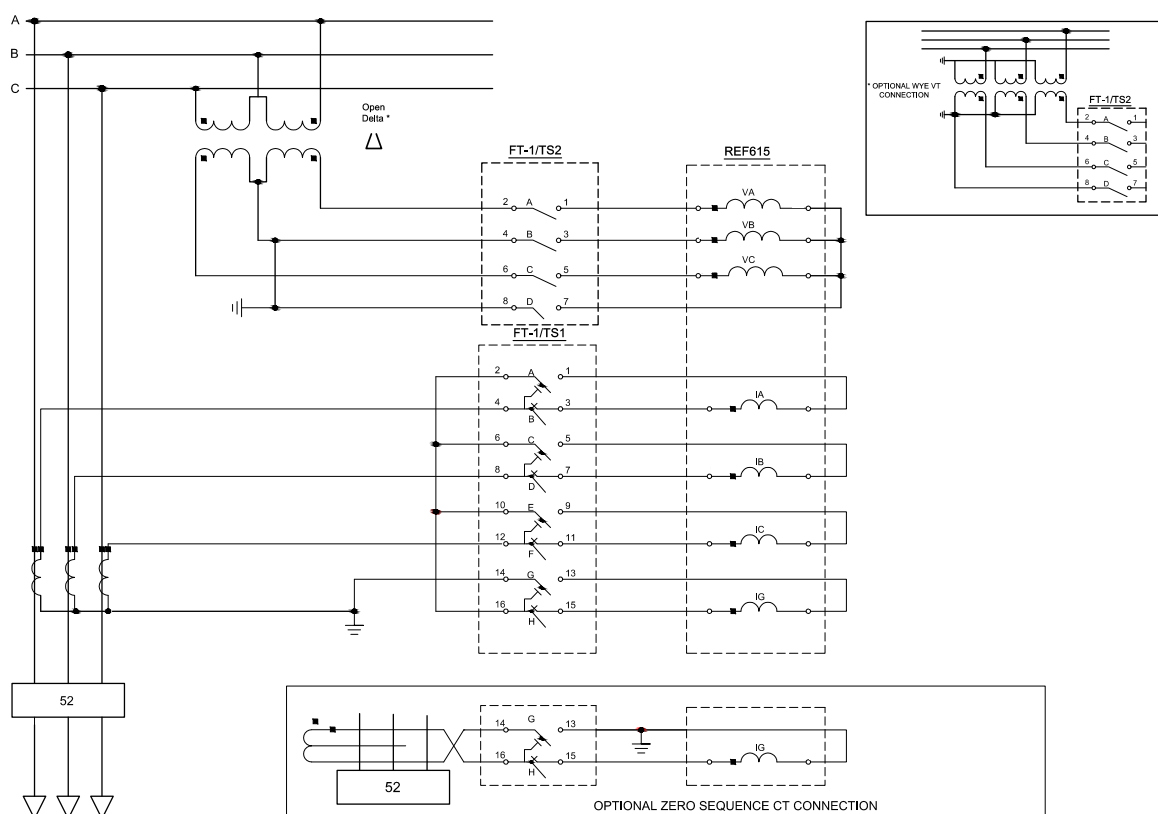 A
B
C
Open
Delta *
FT-1/TS2
REF615
2 A 1
VA
4 B 3
VB
6 C 5
VC
8 D 7
FT-1/TS1
2 A 1
4 3
B
IA
6 C 5
8 7
D
IB
10 E 9
12 11
F
IC
14 G 13
16 15
H
IG
52
* OPTIONAL WYE VT
CONNECTION
FT-1/TS2
2 A 1
4 B 3
6 C 5
8 D 7
14 G 13
16 15
H
IG
52
OPTIONAL ZERO SEQUENCE CT CONNECTION